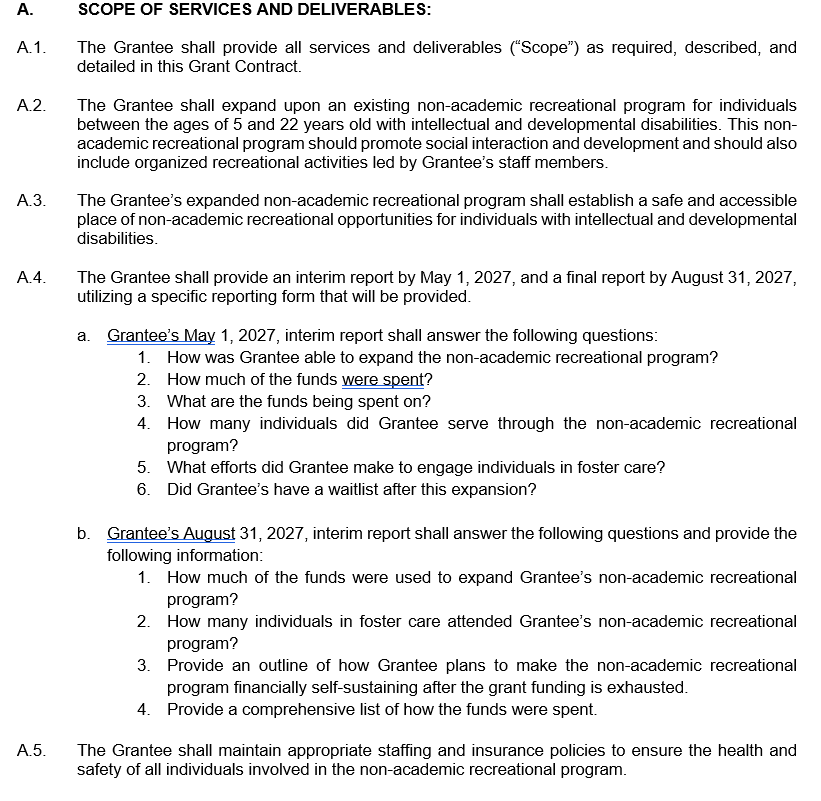 A. SCOPE OF SERVICES AND DELIVERABLES:
A.1. The Grantee shall provide all services and deliverables (“Scope”) as required, described, and
detailed in this Grant Contract.
A.2. The Grantee shall expand upon an existing non-academic recreational program for individuals
between the ages of 5 and 22 years old with intellectual and developmental disabilities. This non-
academic recreational program should promote social interaction and development and should also
include organized recreational activities led by Grantee’s staff members.
A.3. The Grantee’s expanded non-academic recreational program shall establish a safe and accessible
place of non-academic recreational opportunities for individuals with intellectual and developmental
disabilities.
A.4. The Grantee shall provide an interim report by May 1, 2027, and a final report by August 31, 2027,
utilizing a specific reporting form that will be provided.
a. Grantee’s May 1, 2027, interim report shall answer the following questions:
1. How was Grantee able to expand the non-academic recreational program?
2. How much of the funds were spent?
3. What are the funds being spent on?
4. How many individuals did Grantee serve through the non-academic recreational
program?
5. What efforts did Grantee make to engage individuals in foster care?
6. Did Grantee’s have a waitlist after this expansion?
b. Grantee’s August 31, 2027, interim report shall answer the following questions and provide the
following information:
1. How much of the funds were used to expand Grantee’s non-academic recreational
program?
2. How many individuals in foster care attended Grantee’s non-academic recreational
program?
3. Provide an outline of how Grantee plans to make the non-academic recreational
program financially self-sustaining after the grant funding is exhausted.
4. Provide a comprehensive list of how the funds were spent.
A.5. The Grantee shall maintain appropriate staffing and insurance policies to ensure the health and
safety of all individuals involved in the non-academic recreational program.